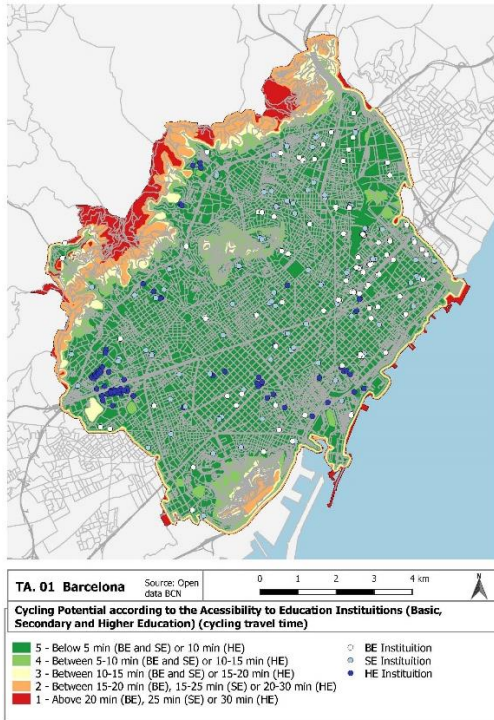 TA. 01 Barcelona
Source: Open
data BCN
0 1 2 3 4 km
N
Cycling Potential according to the Acessibility to Education Instituitions (Basic,
Secondary and Higher Education) (cycling travel time)
5 - Below 5 min (BE and SE) or 10 min (HE)
4 - Between 5-10 min (BE and SE) or 10-15 min (HE)
3 - Between 10-15 min (BE and SE) or 15-20 min (HE)
2 - Between 15-20 min (BE), 15-25 min (SE) or 20-30 min (HE)
1 - Above 20 min (BE), 25 min (SE) or 30 min (HE)
BE Instituition
SE Instituition
HE Instituition